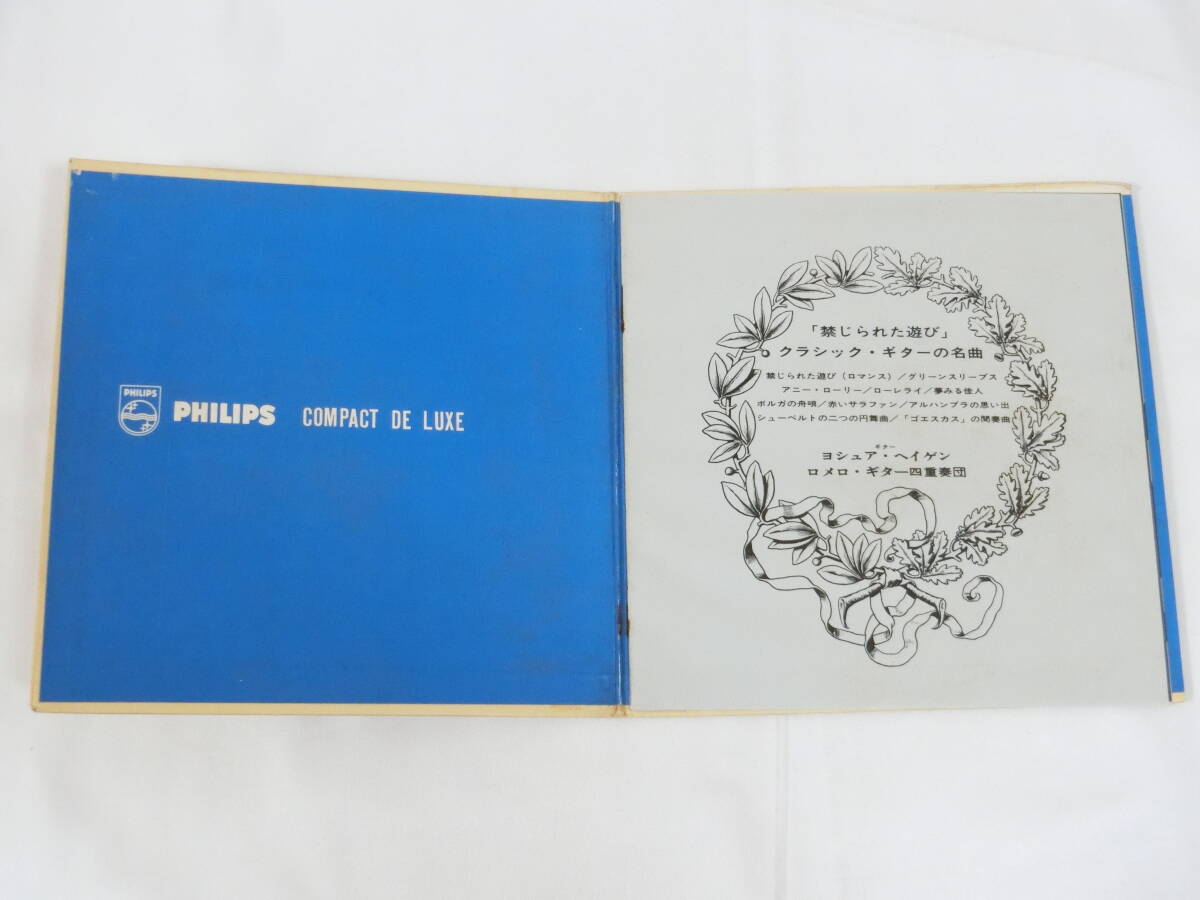 PHILIPS
PHILIPS COMPACT DE LUXE
「禁じられた遊び」
クラシック・ギターの名曲
禁じられた遊び(ロマンス)/グリーンスリーブス
アニー・ローリー/ローレライ/夢みる佳人
ボルガの舟唄/赤いサラファン/アルハンブラの思い出
シューベルトの二つの円舞曲/「ゴエスカス」の間奏曲
ギター
ヨシュア・ヘイゲン
ロメロ・ギター四重奏団